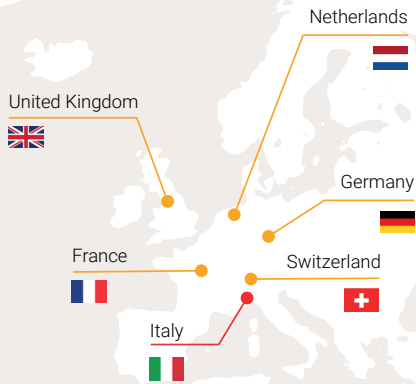 Netherlands
United Kingdom
Germany
France
Switzerland
Italy